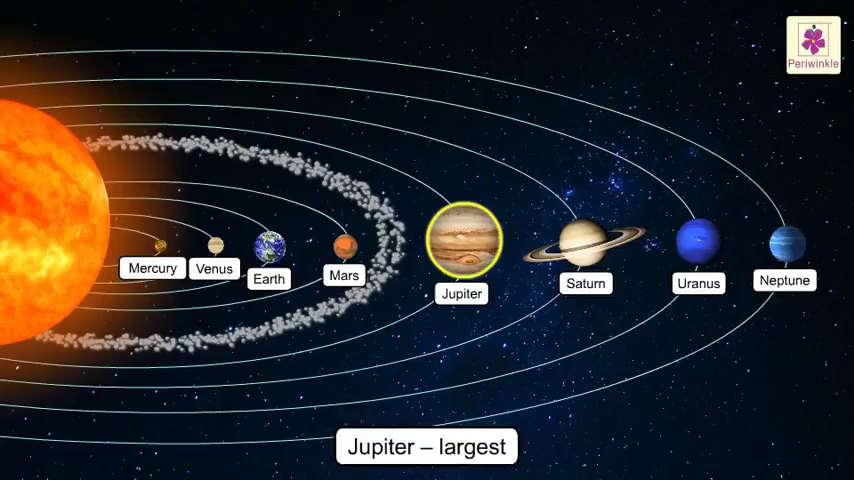 Periwinkle
Mercury
Venus
Earth
Mars
Jupiter
Saturn
Uranus
Neptune
Jupiter – largest